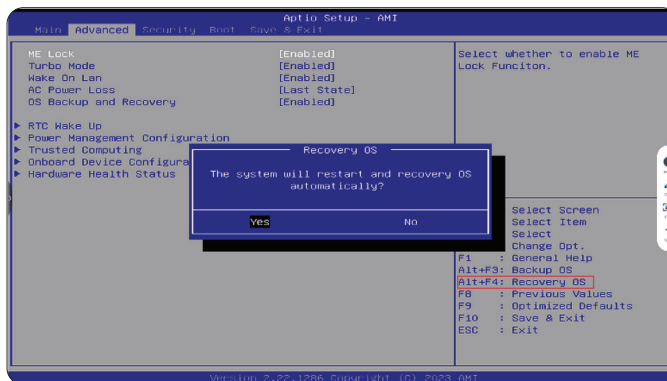 Aptio Setup - AMI
Main Advanced Security Boot Save & Exit
ME Lock [Enabled]
Turbo Mode [Enabled]
Wake On Lan [Enabled]
AC Power Loss [Last State]
OS Backup and Recovery [Enabled]
RTC Wake Up
Power Management Configuration
Trusted Computing
Onboard Device Configura
Hardware Health Status
Recovery OS
The system will restart and recovery OS
automatically?
Yes No
Select whether to enable ME
Lock Funciton.
Select Screen
Select Item
Select
Change Opt.
F1 : General Help
Alt+F3: Backup OS
Alt+F4: Recovery OS
F8 : Previous Values
F9 : Optimized Defaults
F10 : Save & Exit
ESC : Exit
Version 2.22.1286 Copyright (C) 2023 AMI